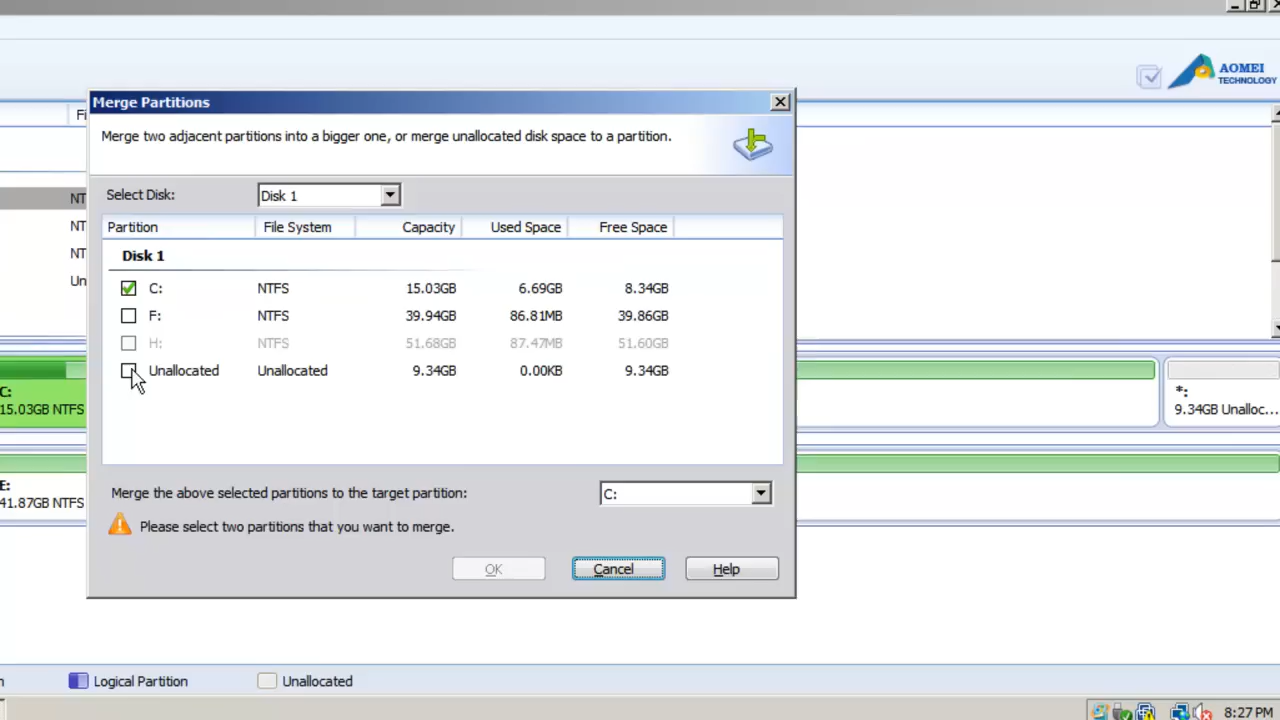 AOMEI
TECHNOLOGY
Merge Partitions
Fi
Merge two adjacent partitions into a bigger one, or merge unallocated disk space to a partition.
Select Disk: Disk 1
NT
Partition File System Capacity Used Space Free Space
NT
Disk 1
NT
C: NTFS 15.03GB 6.69GB 8.34GB
Un
F: NTFS 39.94GB 86.81MB 39.86GB
H: NTFS 51.68GB 87.47MB 51.60GB
Unallocated Unallocated 9.34GB 0.00KB 9.34GB
C:
15.03GB NTFS
*:
9.34GB Unalloc...
E:
41.87GB NTFS
Merge the above selected partitions to the target partition: C:
Please select two partitions that you want to merge.
OK Cancel Help
n Logical Partition Unallocated
8:27 PM